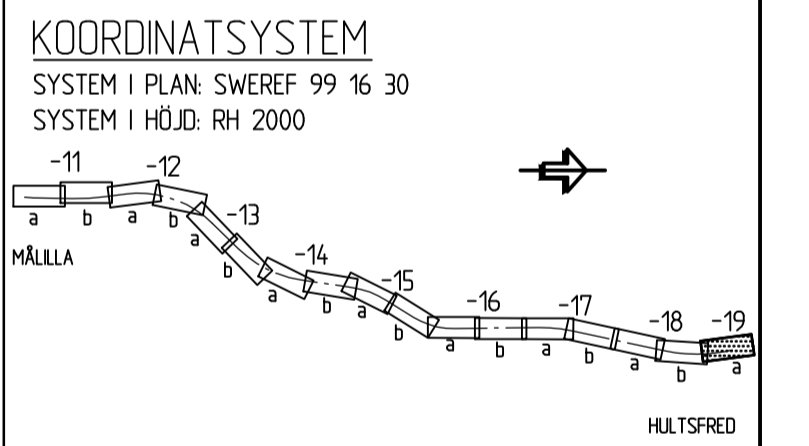 KOORDINATSYSTEM
SYSTEM I PLAN: SWEREF 99 16 30
SYSTEM I HÖJD: RH 2000
-11
-12
a
b
a
b
-13
MÅLILLA
a
b
-14
a
b
-15
a
b
-16
a
b
-17
a
b
-18
a
b
-19
a
HULTSFRED